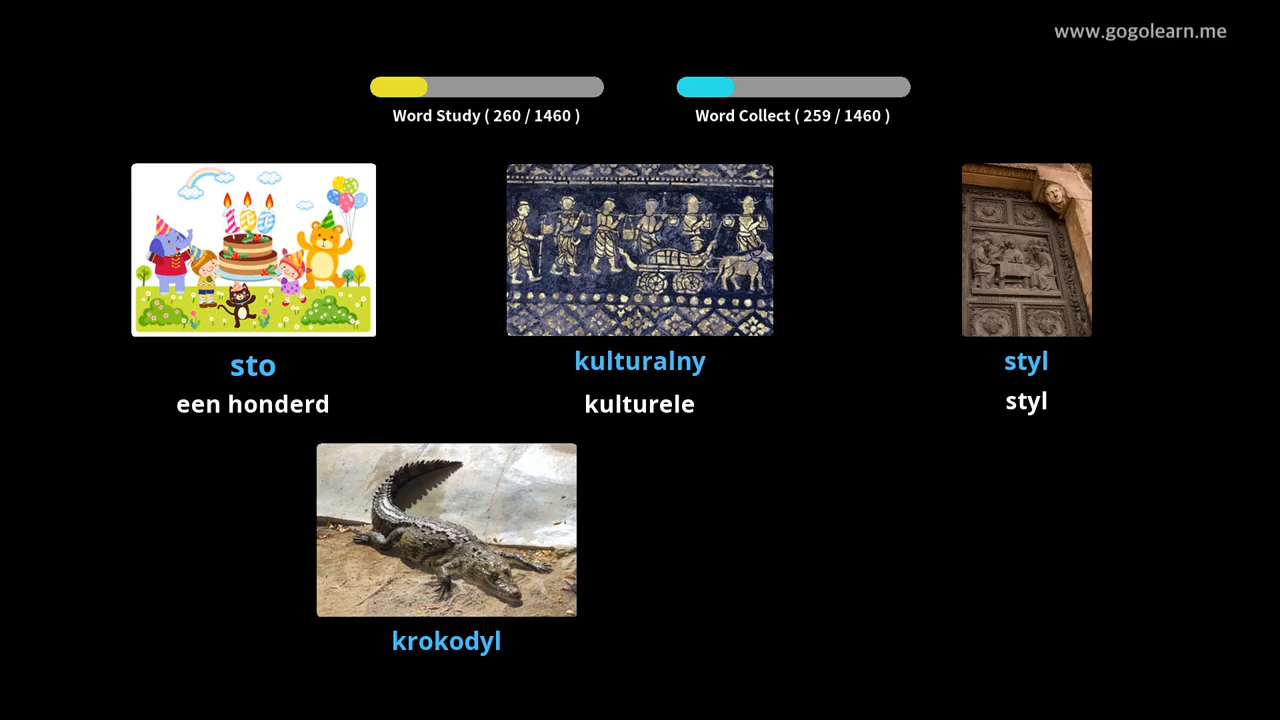 www.gogolearn.me
Word Study ( 260 / 1460 )
Word Collect ( 259 / 1460 )
100
sto
kulturalny
styl
een honderd
kulturele
styl
krokodyl